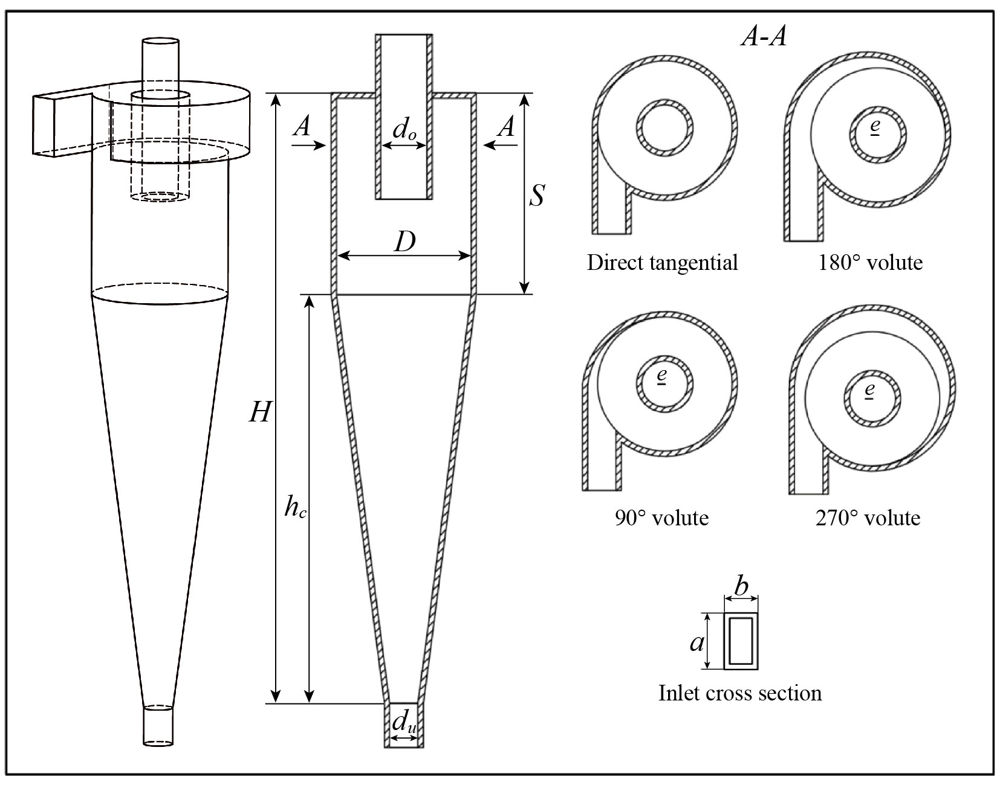 A-A
A
d_o
A
S
D
H
h_c
d_u
e
Direct tangential
180° volute
e
e
90° volute
270° volute
b
a
Inlet cross section